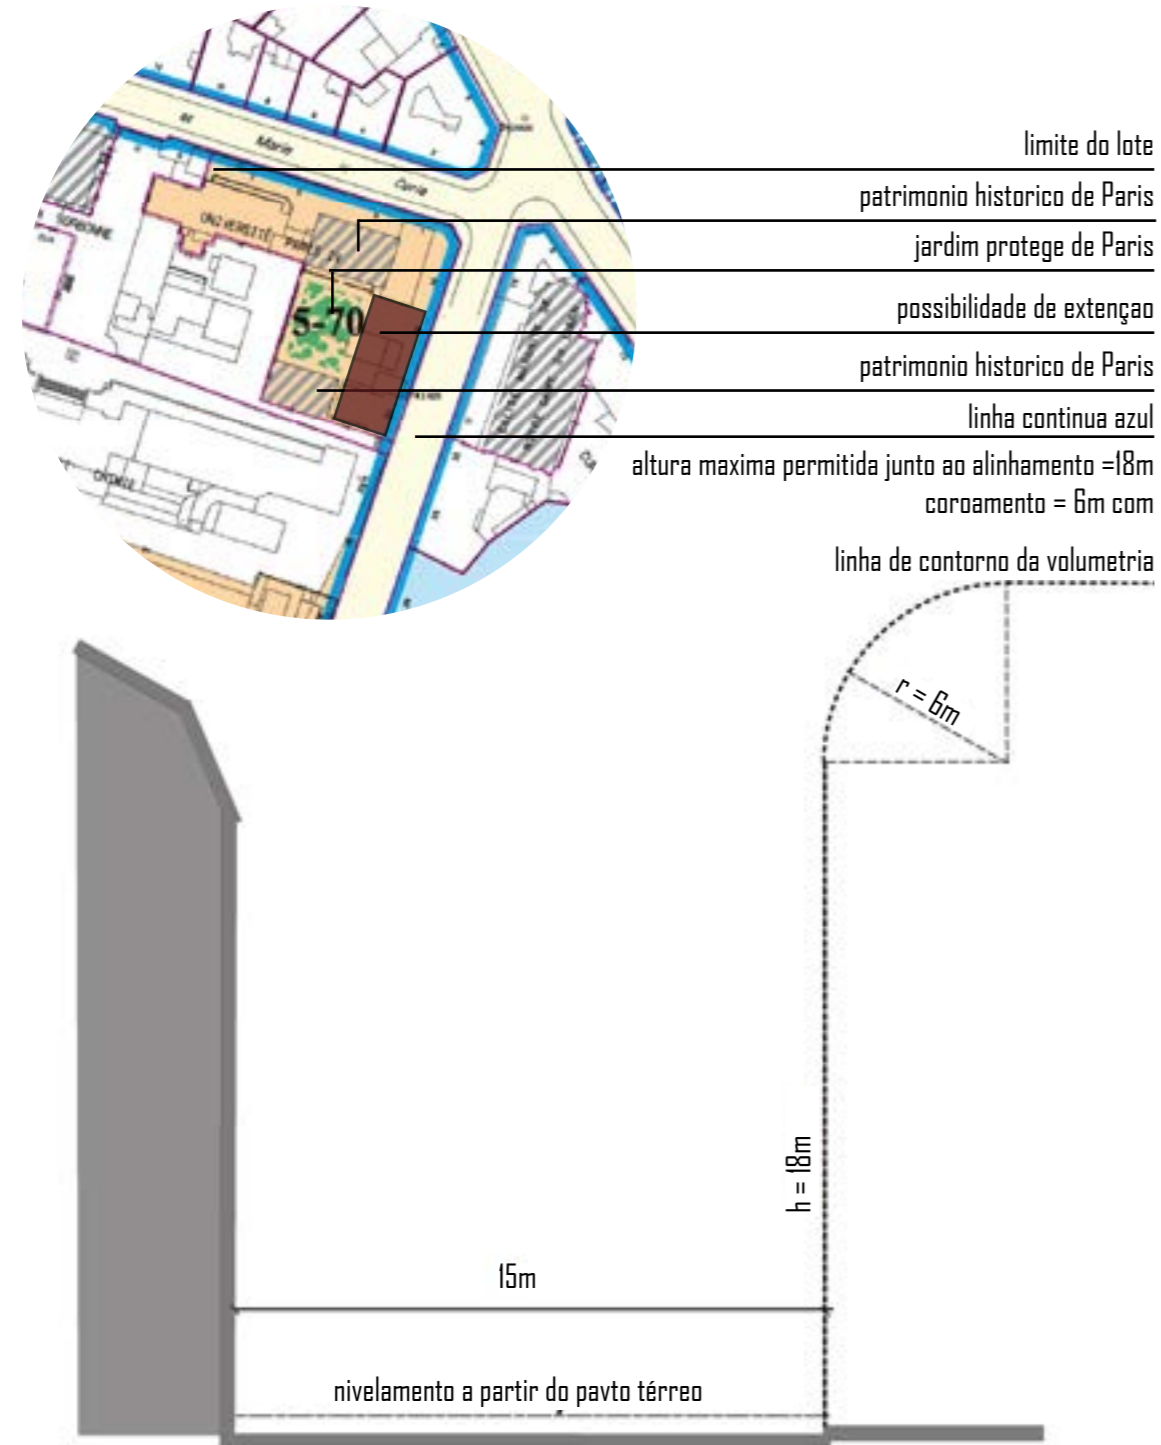 limite do lote
patrimonio historico de Paris
jardim protege de Paris
possibilidade de extençao
patrimonio historico de Paris
linha continua azul
altura maxima permitida junto ao alinhamento =18m
coroamento = 6m com
linha de contorno da volumetria
Marie
Curie
SORBONNE
UNIVERSITÉ PARIS
5-70
r = 6m
h = 18m
15m
nivelamento a partir do pavto térreo